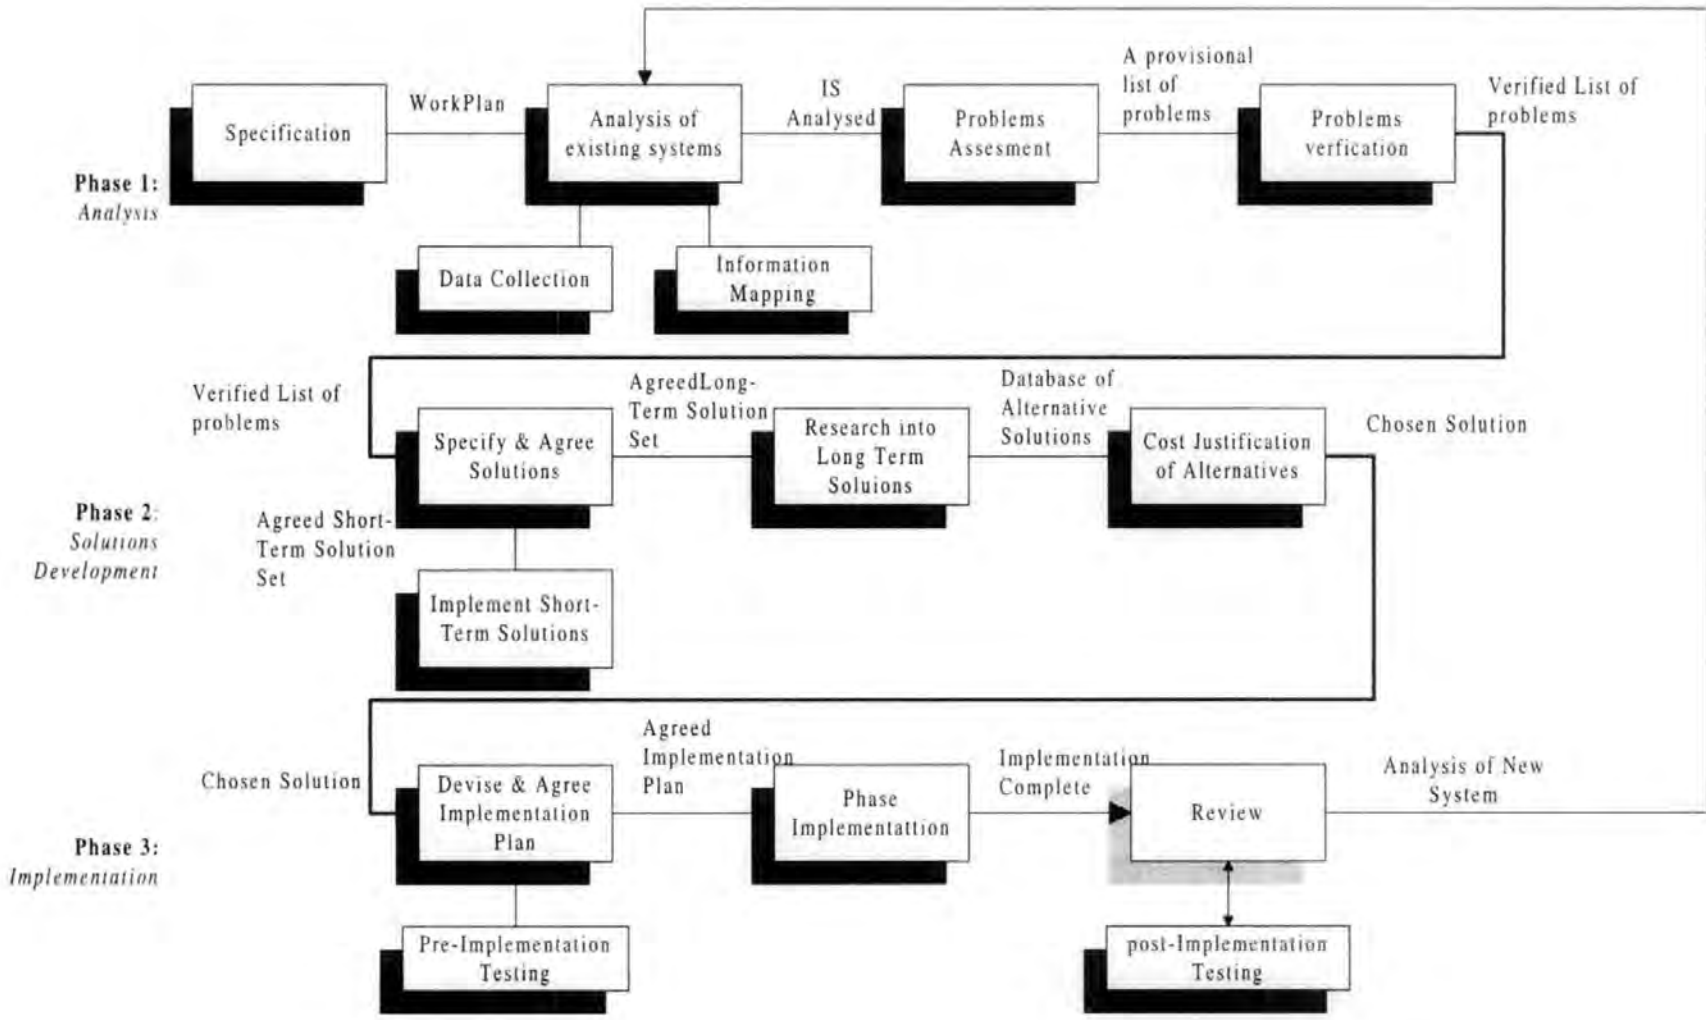 Specification
WorkPlan
Analysis of
existing systems
IS
Analysed
Problems
Assesment
A provisional
list of
problems
Problems
verfication
Verified List of
problems
Phase 1:
Analysis
Data Collection
Information
Mapping
Verified List of
problems
Specify & Agree
Solutions
AgreedLong-
Term Solution
Set
Research into
Long Term
Soluions
Database of
Alternative
Solutions
Cost Justification
of Alternatives
Chosen Solution
Phase 2:
Solutions
Development
Agreed Short-
Term Solution
Set
Implement Short-
Term Solutions
Chosen Solution
Devise & Agree
Implementation
Plan
Agreed
Implementation
Plan
Phase
Implementattion
Implementation
Complete
Review
Analysis of New
System
Phase 3:
Implementation
Pre-Implementation
Testing
post-Implementation
Testing